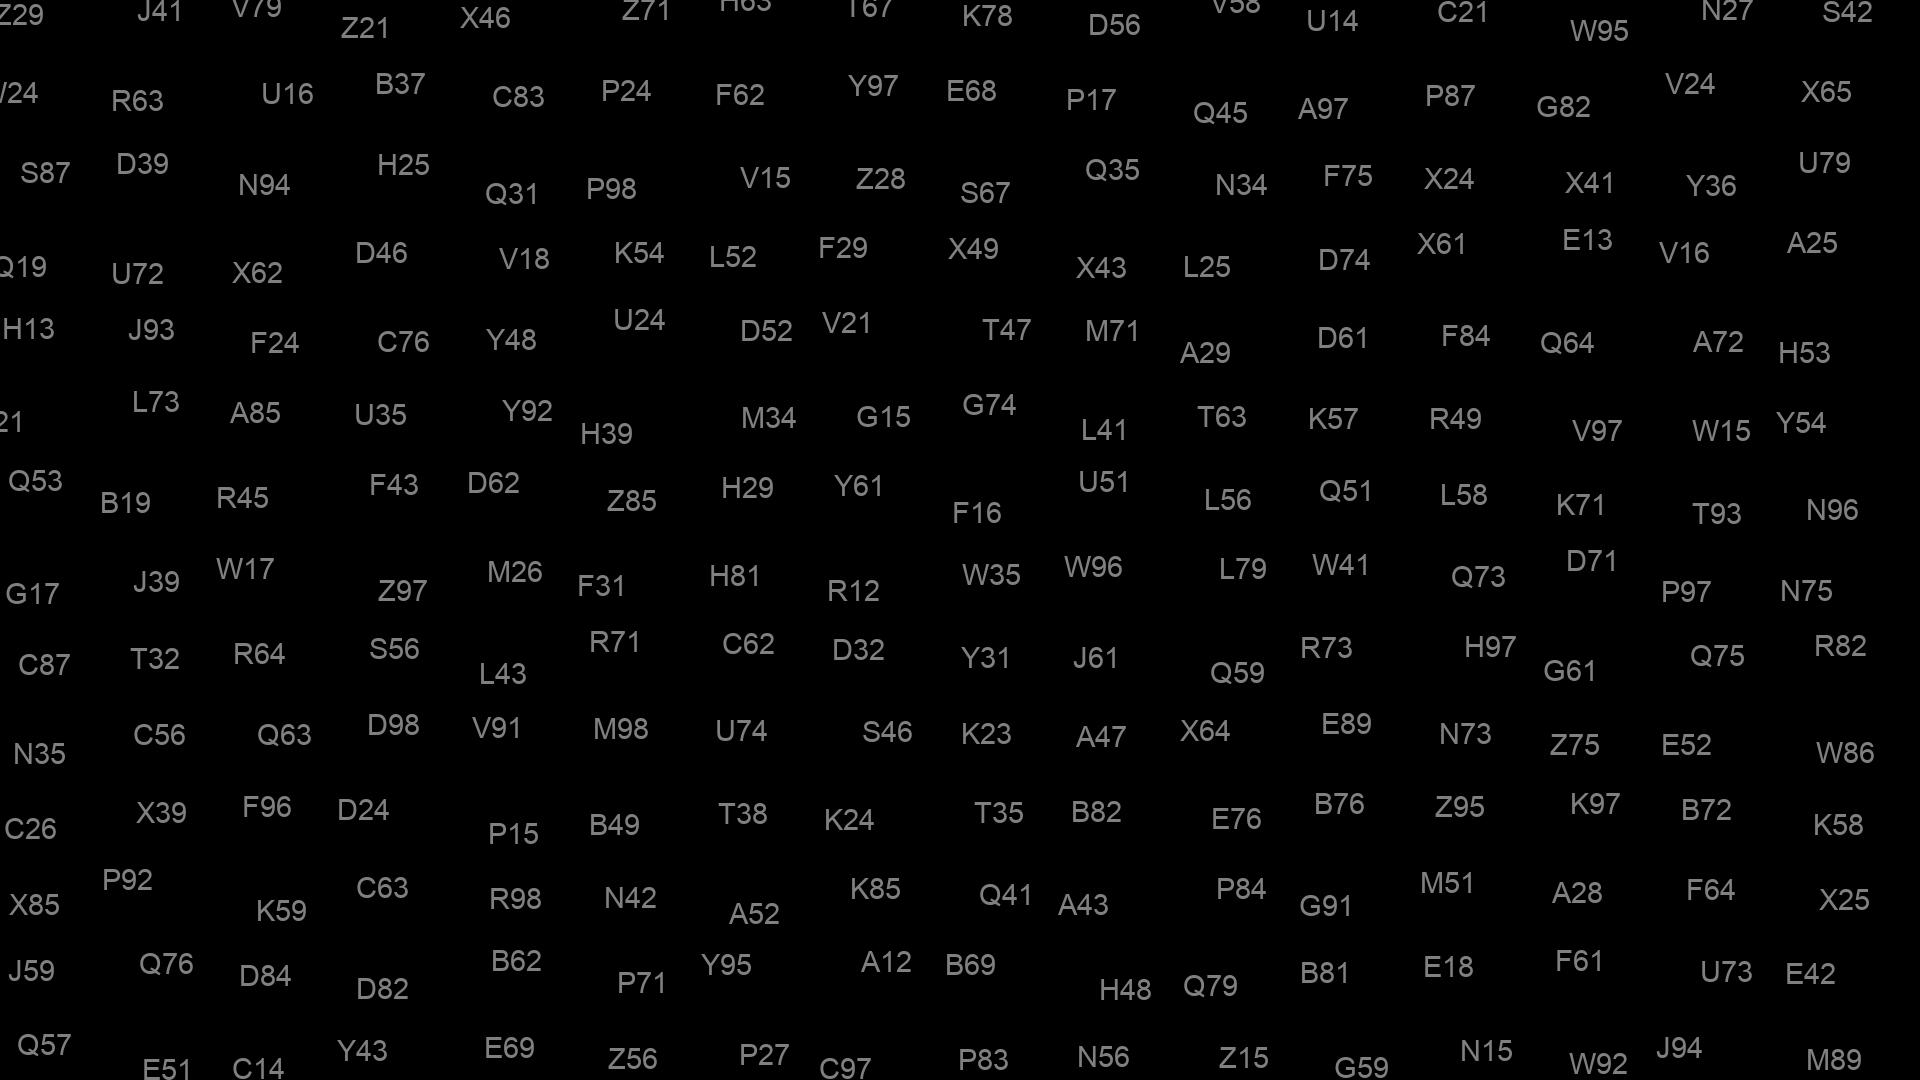 Z29 J41 V79 Z21 X46 Z71 H63 T67 K78 D56 V58 U14 C21 W95 N27 S42
R63 U16 B37 C83 P24 F62 Y97 E68 P17 Q45 A97 P87 G82 V24 X65
S87 D39 N94 H25 Q31 P98 V15 Z28 S67 Q35 N34 F75 X24 X41 Y36 U79
Q19 U72 X62 D46 V18 K54 L52 F29 X49 X43 L25 D74 X61 E13 V16 A25
H13 J93 F24 C76 Y48 U24 D52 V21 T47 M71 A29 D61 F84 Q64 A72 H53
L73 A85 U35 Y92 H39 M34 G15 G74 L41 T63 K57 R49 V97 W15 Y54
Q53 B19 R45 F43 D62 Z85 H29 Y61 F16 U51 L56 Q51 L58 K71 T93 N96
G17 J39 W17 Z97 M26 F31 H81 R12 W35 W96 L79 W41 Q73 D71 P97 N75
C87 T32 R64 S56 L43 R71 C62 D32 Y31 J61 Q59 R73 H97 G61 Q75 R82
N35 C56 Q63 D98 V91 M98 U74 S46 K23 A47 X64 E89 N73 Z75 E52 W86
C26 X39 F96 D24 P15 B49 T38 K24 T35 B82 E76 B76 Z95 K97 B72 K58
X85 P92 K59 C63 R98 N42 A52 K85 Q41 A43 P84 G91 M51 A28 F64 X25
J59 Q76 D84 D82 B62 P71 Y95 A12 B69 H48 Q79 B81 E18 F61 U73 E42
Q57 E51 C14 Y43 E69 Z56 P27 C97 P83 N56 Z15 G59 N15 W92 J94 M89